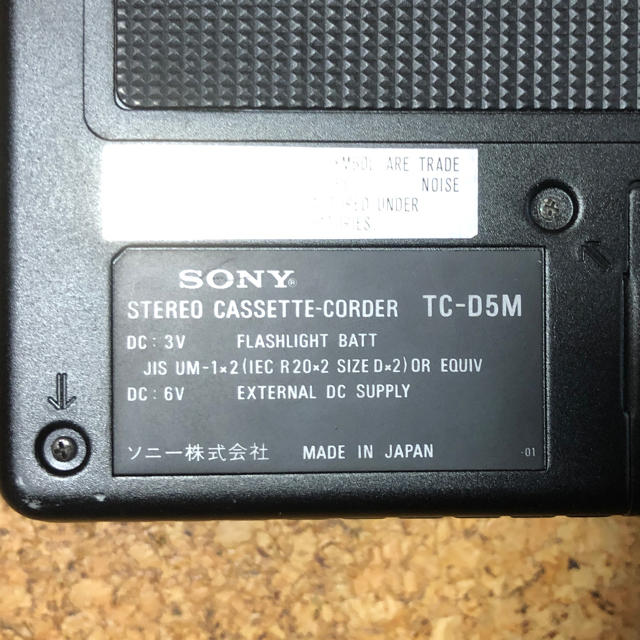 ARE TRADE
NOISE
UNDER
SONY®
STEREO CASSETTE-CORDER TC-D5M
DC: 3V FLASHLIGHT BATT
JIS UM-1×2 (IEC R20×2 SIZE D×2) OR EQUIV
DC: 6V EXTERNAL DC SUPPLY
ソニー株式会社 MADE IN JAPAN -01